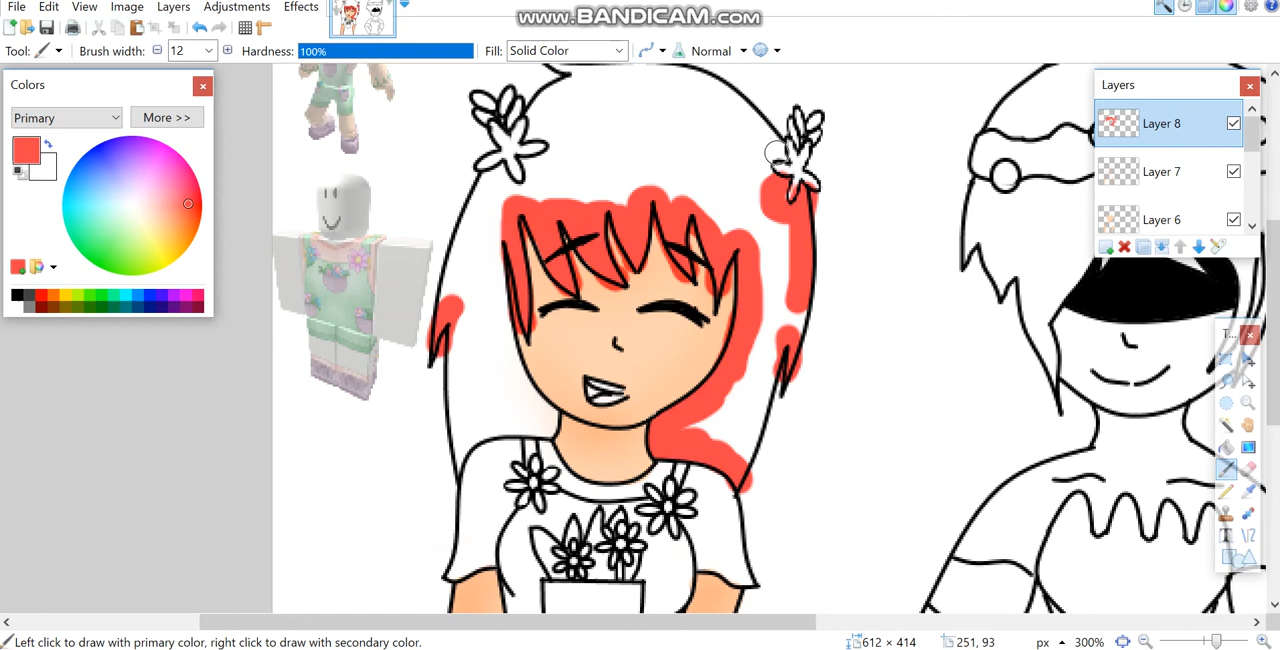 www.BANDICAM.com
File Edit View Image Layers Adjustments Effects
Tool: Brush width: 12 Hardness: 100% Fill: Solid Color Normal
Colors
Primary More >>
Layers
Layer 8
Layer 7
Layer 6
T...
Left click to draw with primary color, right click to draw with secondary color. 612 × 414 251, 93 px 300%